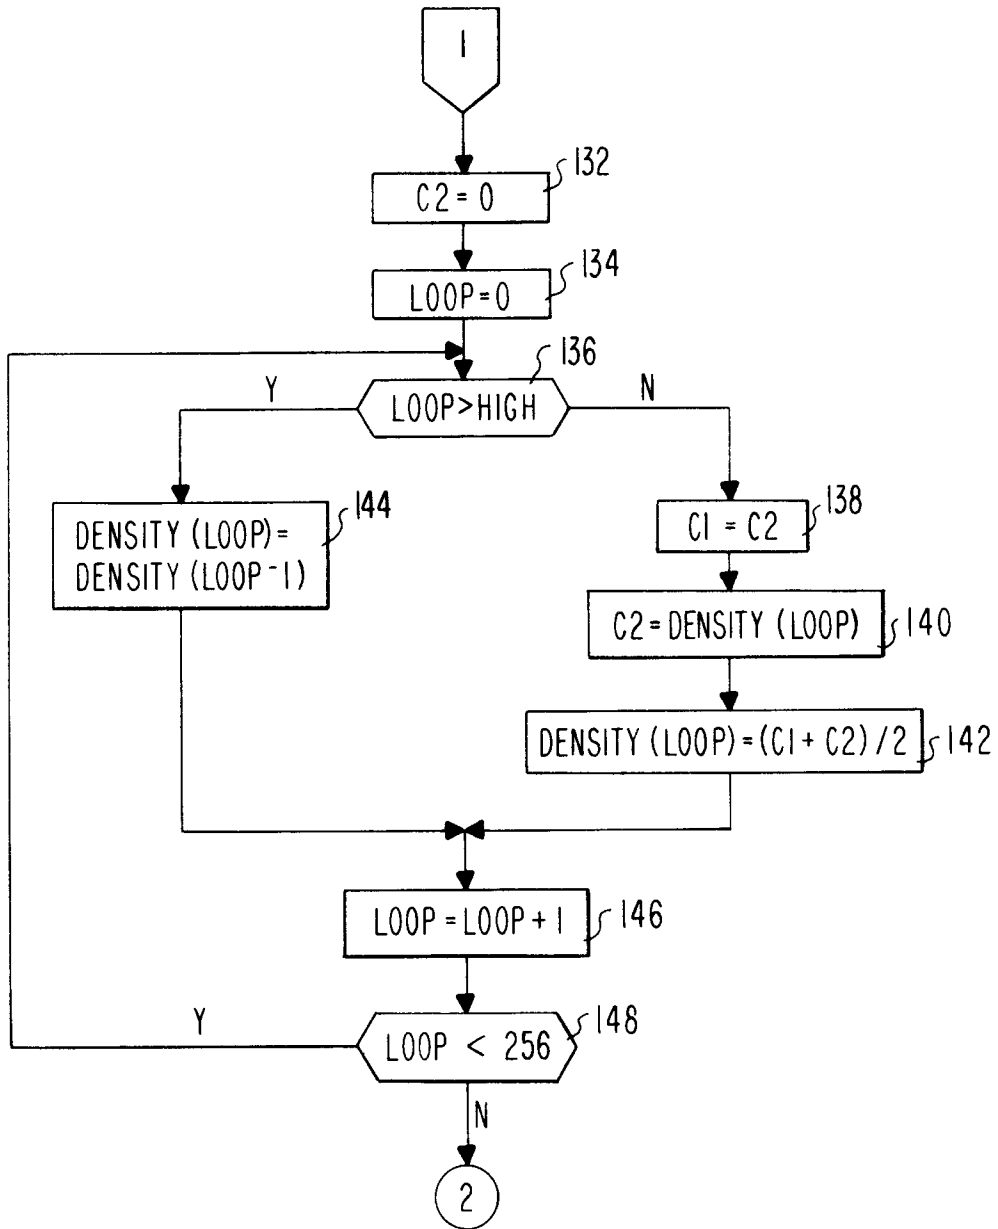 1
132
C2 = 0
134
LOOP = 0
136
Y
LOOP>HIGH
N
144
DENSITY (LOOP) =
DENSITY (LOOP-1)
138
C1 = C2
C2 = DENSITY (LOOP)
140
DENSITY (LOOP) = (C1 + C2) /2
142
LOOP = LOOP + 1
146
Y
LOOP < 256
148
N
2